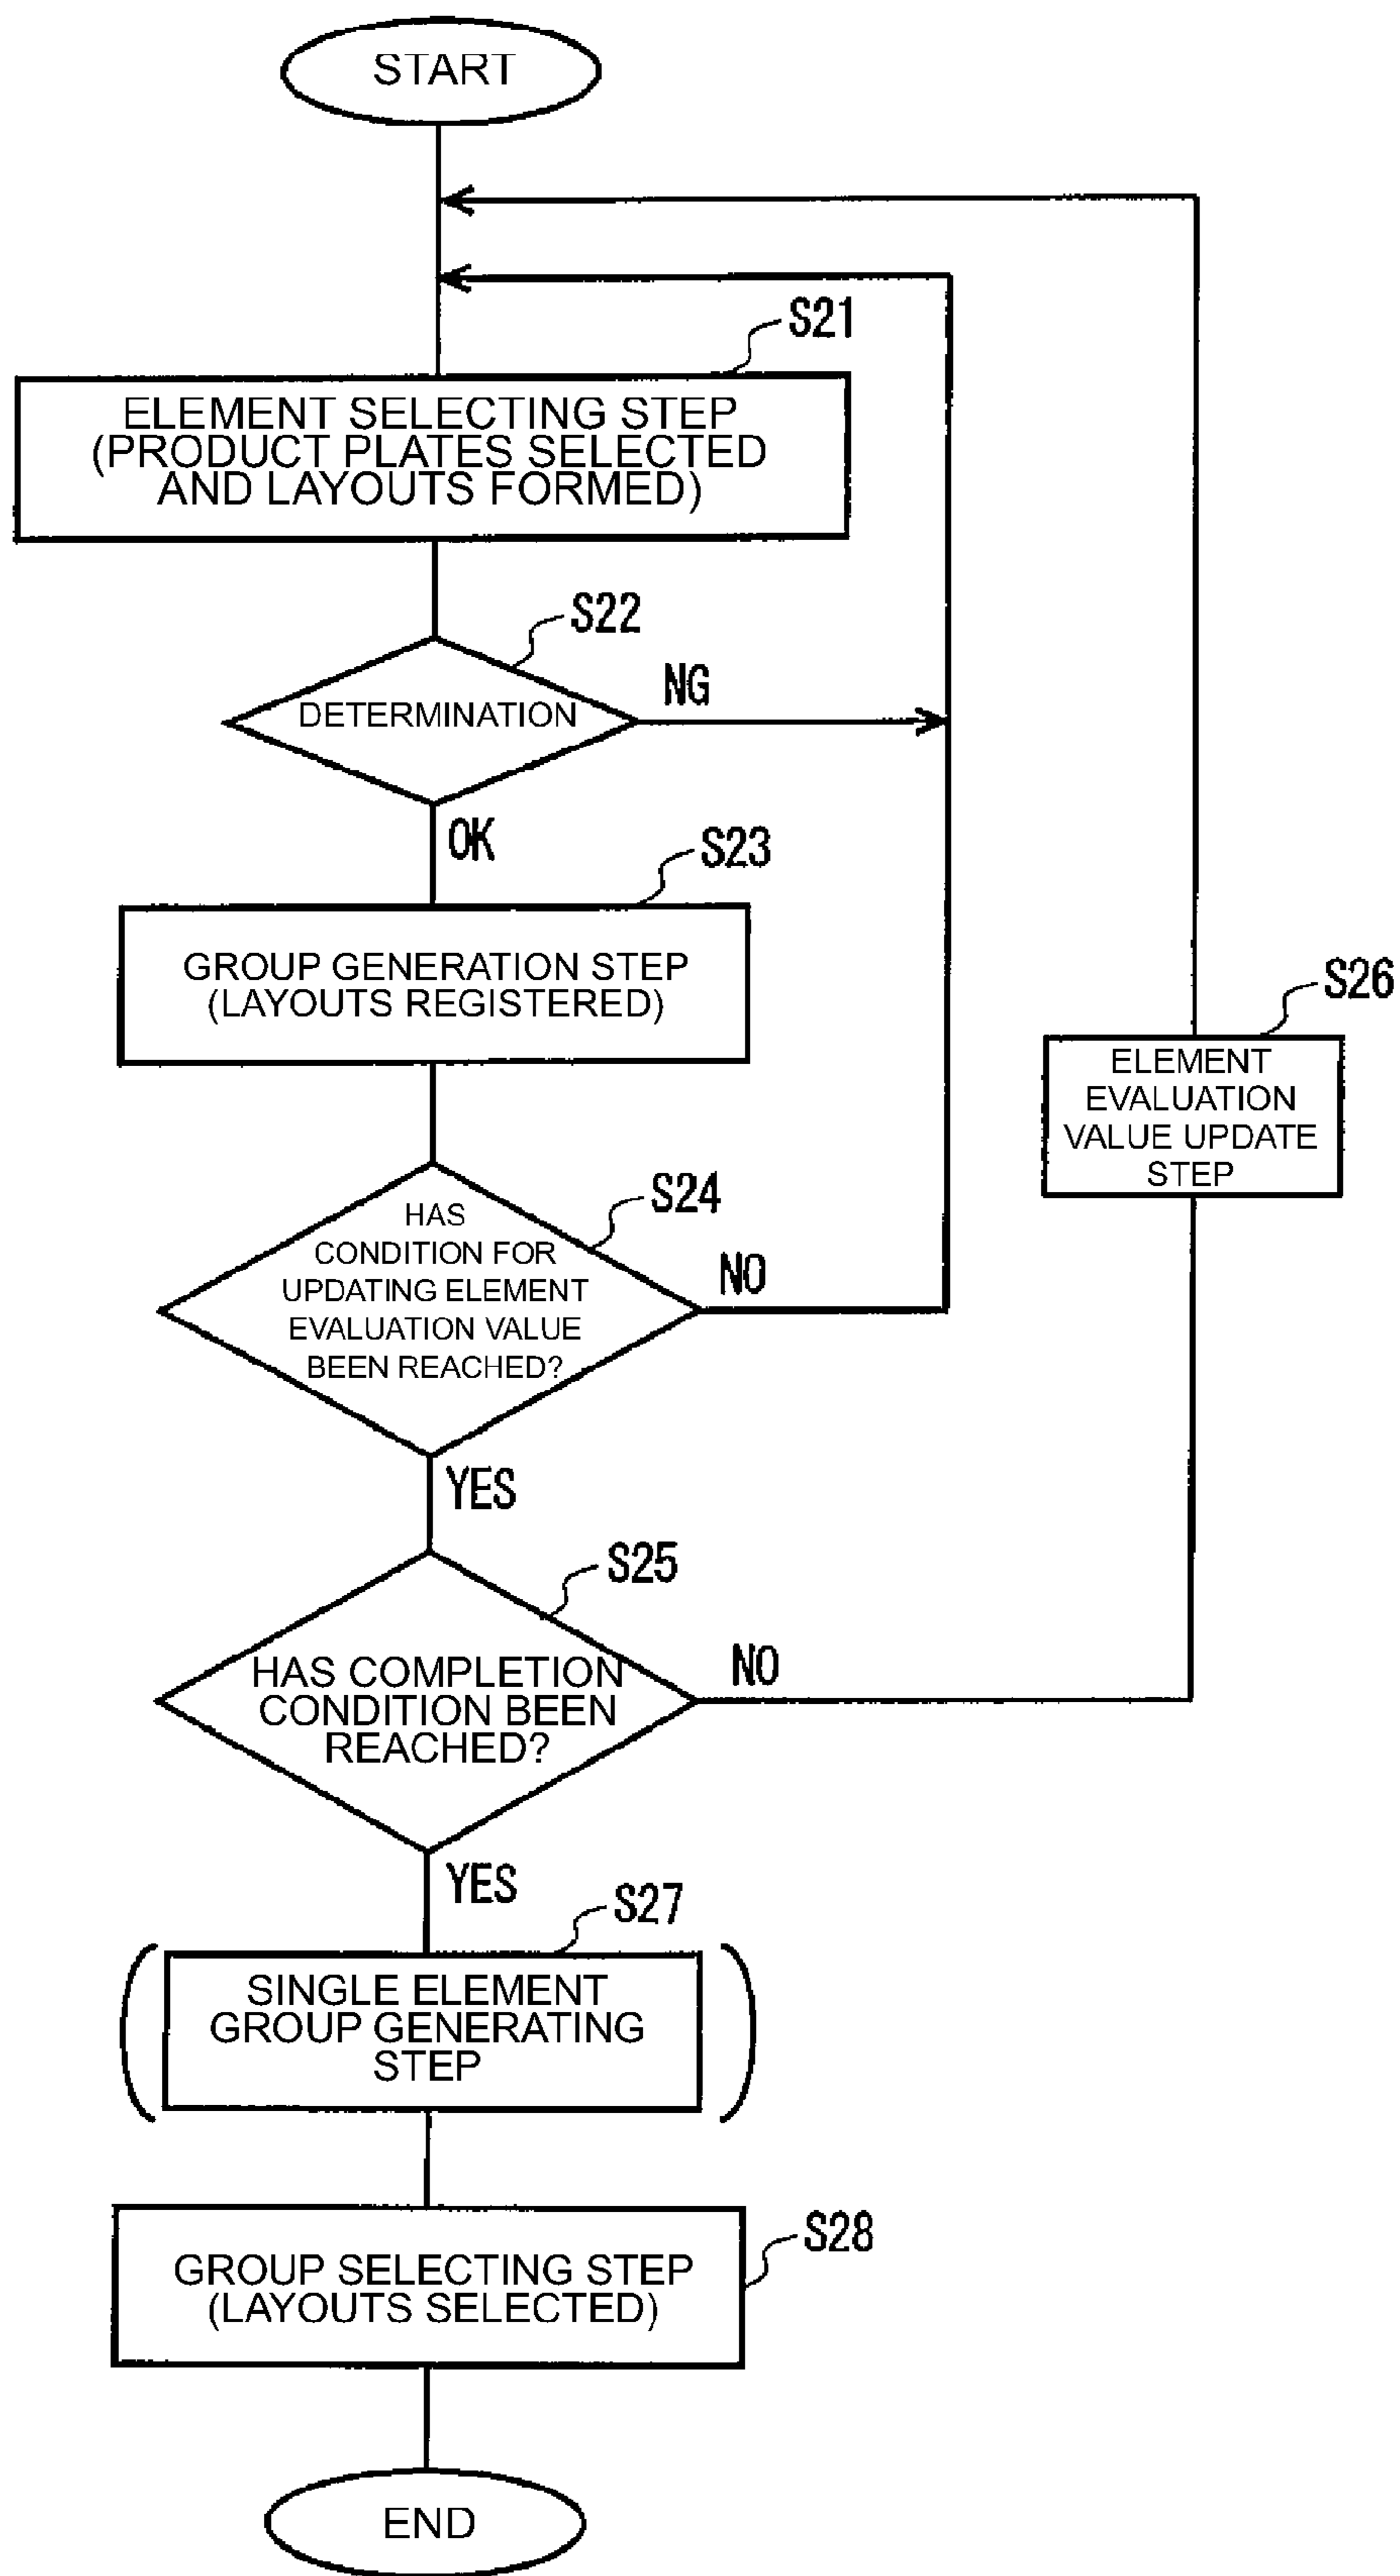 START
S21
ELEMENT SELECTING STEP
(PRODUCT PLATES SELECTED
AND LAYOUTS FORMED)
S22
DETERMINATION
NG
OK
S23
GROUP GENERATION STEP
(LAYOUTS REGISTERED)
S26
ELEMENT
EVALUATION
VALUE UPDATE
STEP
S24
HAS
CONDITION FOR
UPDATING ELEMENT
EVALUATION VALUE
BEEN REACHED?
NO
YES
S25
HAS COMPLETION
CONDITION BEEN
REACHED?
NO
YES
S27
SINGLE ELEMENT
GROUP GENERATING
STEP
S28
GROUP SELECTING STEP
(LAYOUTS SELECTED)
END